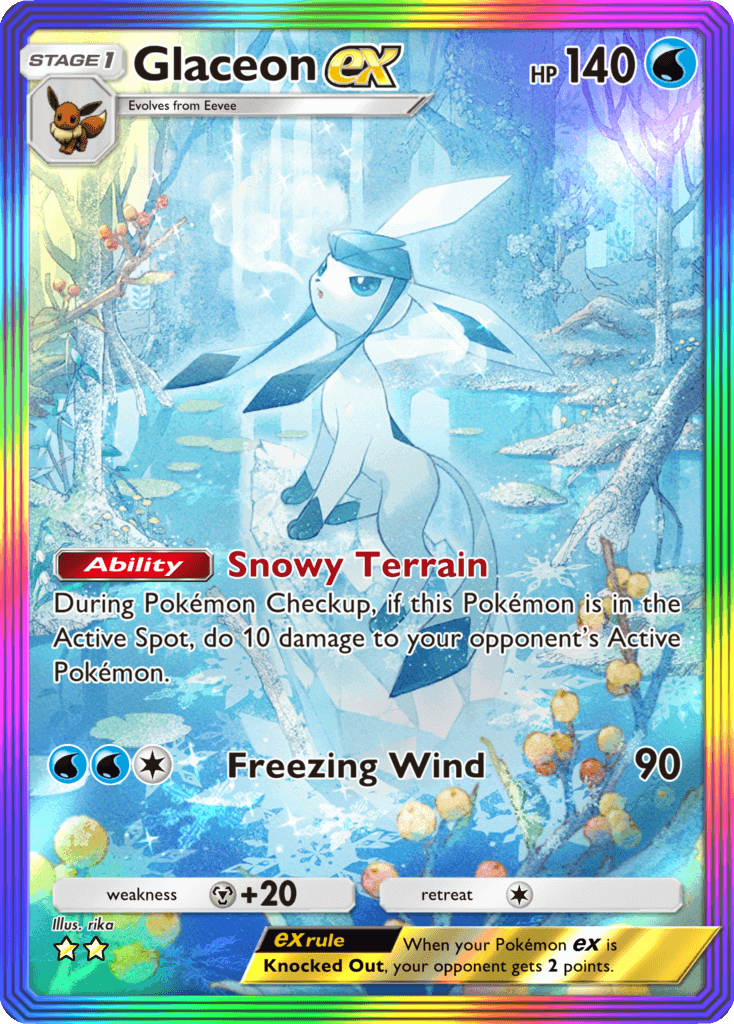 STAGE 1 Glaceon ex HP 140
Evolves from Eevee
Ability Snowy Terrain
During Pokémon Checkup, if this Pokémon is in the
Active Spot, do 10 damage to your opponent's Active
Pokémon.
Freezing Wind 90
weakness +20 retreat
Illus. rika
ex rule When your Pokémon ex is
Knocked Out, your opponent gets 2 points.